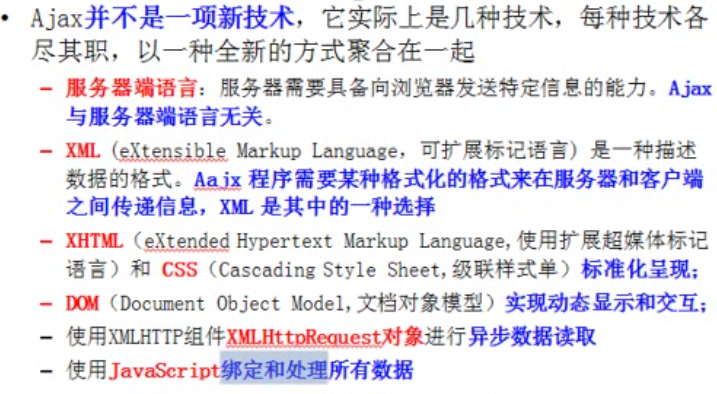 • Ajax并不是一项新技术，它实际上是几种技术，每种技术各
尽其职，以一种全新的方式聚合在一起
– 服务器端语言：服务器需要具备向浏览器发送特定信息的能力。Ajax
与服务器端语言无关。
– XML (eXtensible Markup Language，可扩展标记语言) 是一种描述
数据的格式。Aajx 程序需要某种格式化的格式来在服务器和客户端
之间传递信息，XML 是其中的一种选择
– XHTML（eXtended Hypertext Markup Language,使用扩展超媒体标记
语言）和 CSS（Cascading Style Sheet,级联样式单）标准化呈现；
– DOM（Document Object Model,文档对象模型）实现动态显示和交互；
– 使用XMLHTTP组件XMLHttpRequest对象进行异步数据读取
– 使用JavaScript绑定和处理所有数据